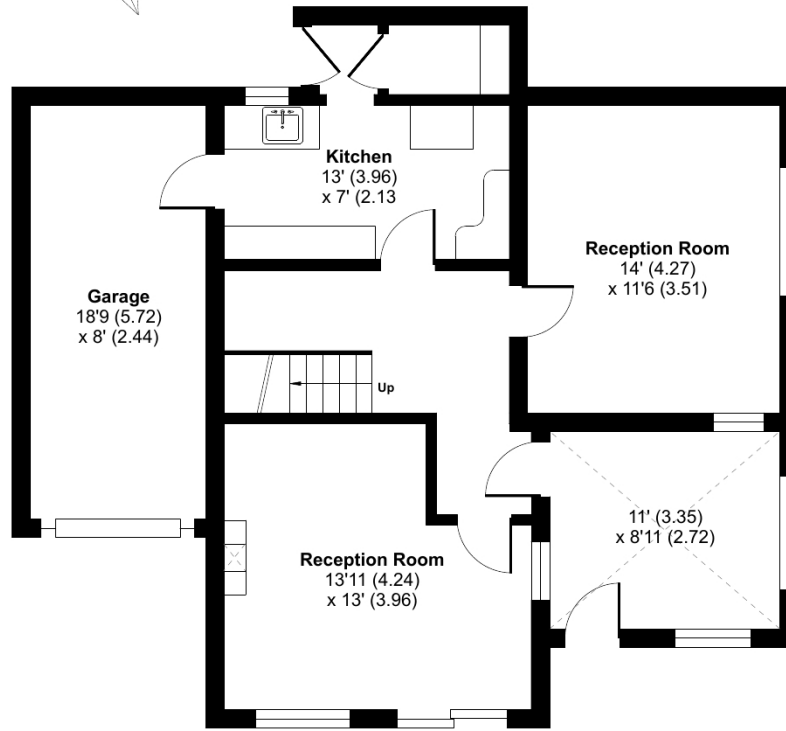 Kitchen
13' (3.96)
x 7' (2.13
Reception Room
14' (4.27)
x 11'6 (3.51)
Garage
18'9 (5.72)
x 8' (2.44)
Up
11' (3.35)
x 8'11 (2.72)
Reception Room
13'11 (4.24)
x 13' (3.96)